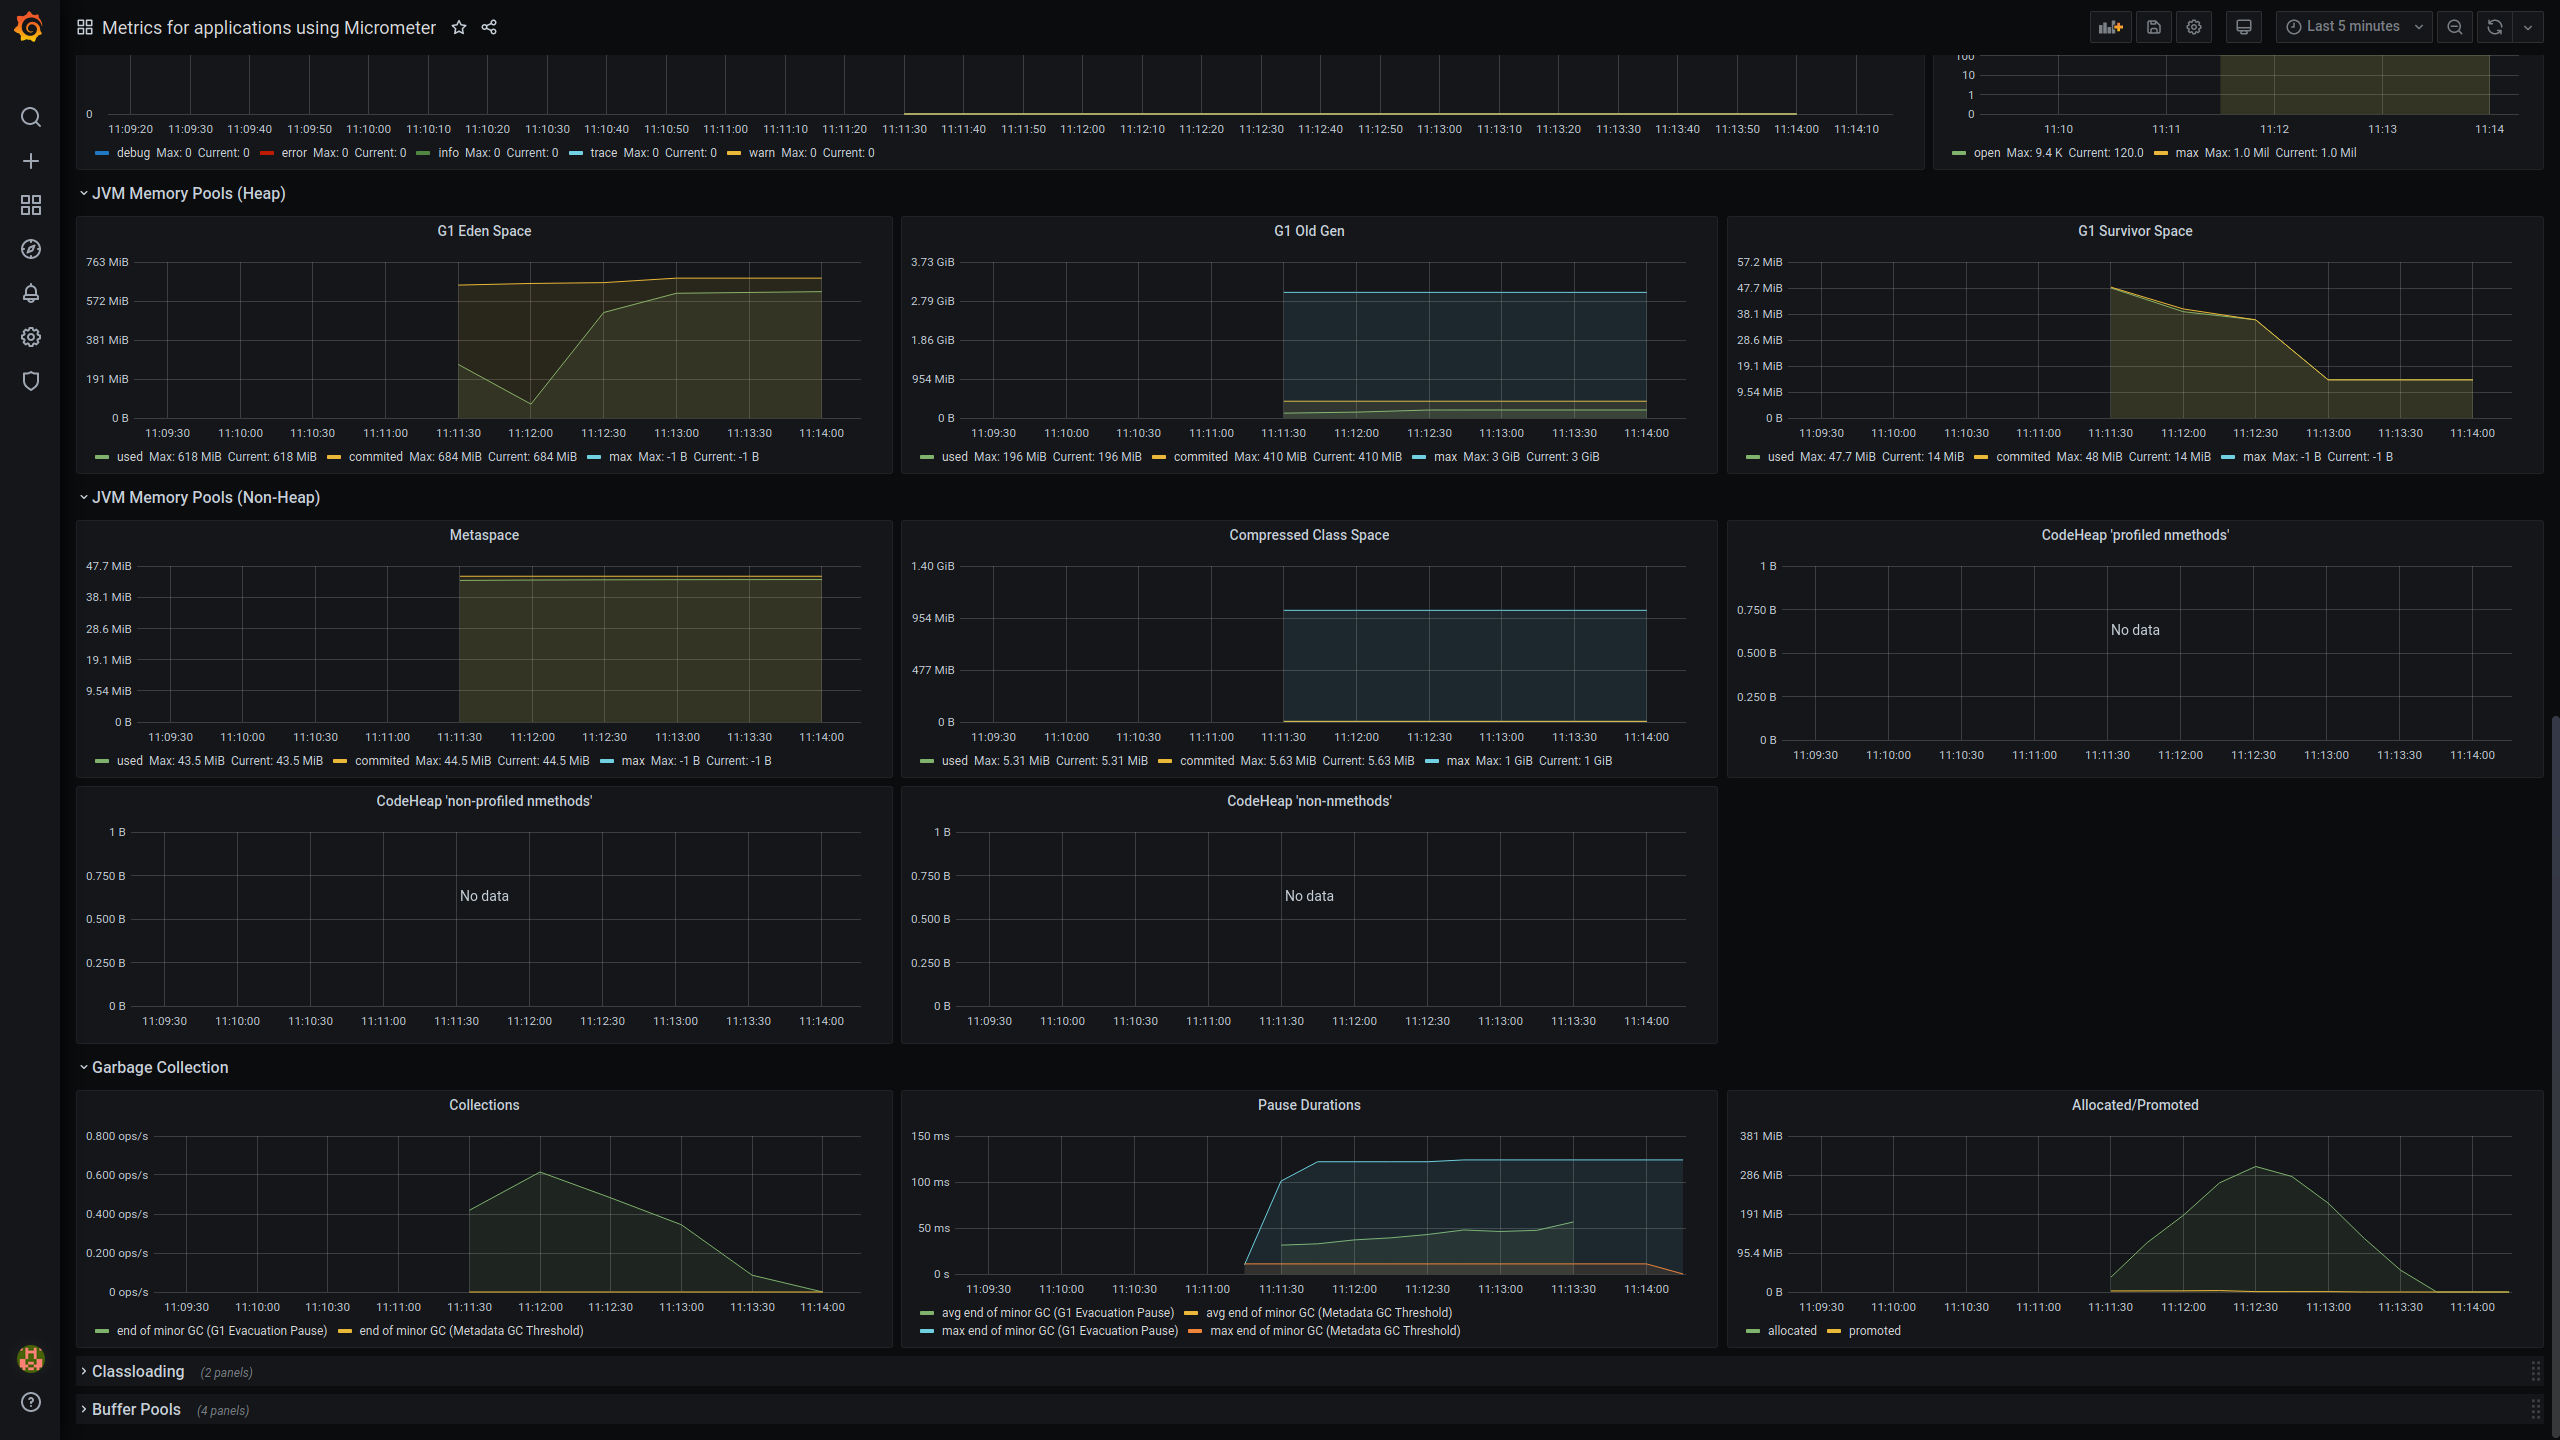 Metrics for applications using Micrometer
Last 5 minutes
0
11:09:20 11:09:30 11:09:40 11:09:50 11:10:00 11:10:10 11:10:20 11:10:30 11:10:40 11:10:50 11:11:00 11:11:10 11:11:20 11:11:30 11:11:40 11:11:50 11:12:00 11:12:10 11:12:20 11:12:30 11:12:40 11:12:50 11:13:00 11:13:10 11:13:20 11:13:30 11:13:40 11:13:50 11:14:00 11:14:10
debug Max: 0 Current: 0 error Max: 0 Current: 0 info Max: 0 Current: 0 trace Max: 0 Current: 0 warn Max: 0 Current: 0
100
10
1
0
11:10 11:11 11:12 11:13 11:14
open Max: 9.4 K Current: 120.0 max Max: 1.0 Mil Current: 1.0 Mil
JVM Memory Pools (Heap)
G1 Eden Space
763 MiB
572 MiB
381 MiB
191 MiB
0 B
11:09:30 11:10:00 11:10:30 11:11:00 11:11:30 11:12:00 11:12:30 11:13:00 11:13:30 11:14:00
used Max: 618 MiB Current: 618 MiB commited Max: 684 MiB Current: 684 MiB max Max: -1 B Current: -1 B
G1 Old Gen
3.73 GiB
2.79 GiB
1.86 GiB
954 MiB
0 B
11:09:30 11:10:00 11:10:30 11:11:00 11:11:30 11:12:00 11:12:30 11:13:00 11:13:30 11:14:00
used Max: 196 MiB Current: 196 MiB commited Max: 410 MiB Current: 410 MiB max Max: 3 GiB Current: 3 GiB
G1 Survivor Space
57.2 MiB
47.7 MiB
38.1 MiB
28.6 MiB
19.1 MiB
9.54 MiB
0 B
11:09:30 11:10:00 11:10:30 11:11:00 11:11:30 11:12:00 11:12:30 11:13:00 11:13:30 11:14:00
used Max: 47.7 MiB Current: 14 MiB commited Max: 48 MiB Current: 14 MiB max Max: -1 B Current: -1 B
JVM Memory Pools (Non-Heap)
Metaspace
47.7 MiB
38.1 MiB
28.6 MiB
19.1 MiB
9.54 MiB
0 B
11:09:30 11:10:00 11:10:30 11:11:00 11:11:30 11:12:00 11:12:30 11:13:00 11:13:30 11:14:00
used Max: 43.5 MiB Current: 43.5 MiB commited Max: 44.5 MiB Current: 44.5 MiB max Max: -1 B Current: -1 B
Compressed Class Space
1.40 GiB
954 MiB
477 MiB
0 B
11:09:30 11:10:00 11:10:30 11:11:00 11:11:30 11:12:00 11:12:30 11:13:00 11:13:30 11:14:00
used Max: 5.31 MiB Current: 5.31 MiB commited Max: 5.63 MiB Current: 5.63 MiB max Max: 1 GiB Current: 1 GiB
CodeHeap 'profiled nmethods'
1 B
0.750 B
No data
0.500 B
0.250 B
0 B
11:09:30 11:10:00 11:10:30 11:11:00 11:11:30 11:12:00 11:12:30 11:13:00 11:13:30 11:14:00
CodeHeap 'non-profiled nmethods'
1 B
0.750 B
No data
0.500 B
0.250 B
0 B
11:09:30 11:10:00 11:10:30 11:11:00 11:11:30 11:12:00 11:12:30 11:13:00 11:13:30 11:14:00
CodeHeap 'non-nmethods'
1 B
0.750 B
No data
0.500 B
0.250 B
0 B
11:09:30 11:10:00 11:10:30 11:11:00 11:11:30 11:12:00 11:12:30 11:13:00 11:13:30 11:14:00
Garbage Collection
Collections
0.800 ops/s
0.600 ops/s
0.400 ops/s
0.200 ops/s
0 ops/s
11:09:30 11:10:00 11:10:30 11:11:00 11:11:30 11:12:00 11:12:30 11:13:00 11:13:30 11:14:00
end of minor GC (G1 Evacuation Pause) end of minor GC (Metadata GC Threshold)
Pause Durations
150 ms
100 ms
50 ms
0 s
11:09:30 11:10:00 11:10:30 11:11:00 11:11:30 11:12:00 11:12:30 11:13:00 11:13:30 11:14:00
avg end of minor GC (G1 Evacuation Pause) avg end of minor GC (Metadata GC Threshold)
max end of minor GC (G1 Evacuation Pause) max end of minor GC (Metadata GC Threshold)
Allocated/Promoted
381 MiB
286 MiB
191 MiB
95.4 MiB
0 B
11:09:30 11:10:00 11:10:30 11:11:00 11:11:30 11:12:00 11:12:30 11:13:00 11:13:30 11:14:00
allocated promoted
Classloading (2 panels)
Buffer Pools (4 panels)